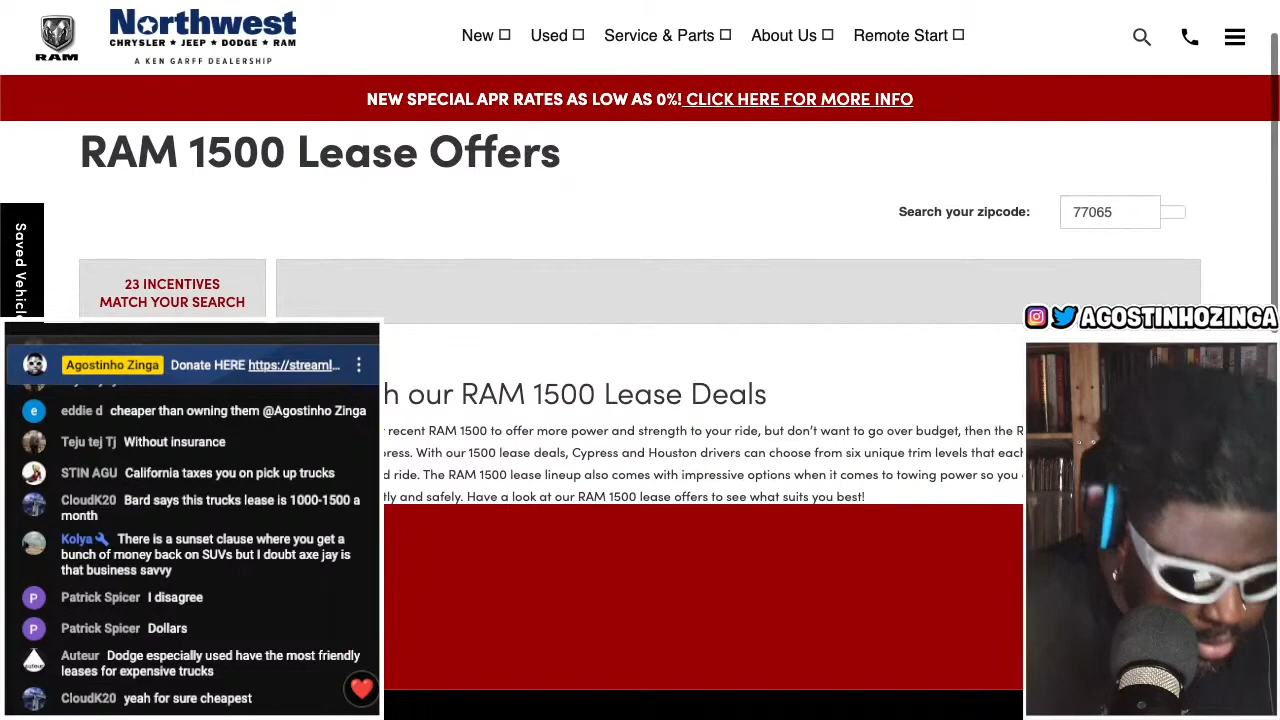 RAM
Northwest
CHRYSLER ★ JEEP ★ DODGE ★ RAM
A KEN GARFF DEALERSHIP
New Used Service & Parts About Us Remote Start
NEW SPECIAL APR RATES AS LOW AS 0%! CLICK HERE FOR MORE INFO
RAM 1500 Lease Offers
Search your zipcode: 77065
Saved Vehicl
23 INCENTIVES
MATCH YOUR SEARCH
AGOSTINHOZINGA
Agostinho Zinga Donate HERE https://streaml...
eddie d cheaper than owning them @Agostinho Zinga
Teju tej Tj Without insurance
STIN AGU California taxes you on pick up trucks
CloudK20 Bard says this trucks lease is 1000-1500 a
month
Kolya There is a sunset clause where you get a
bunch of money back on SUVs but I doubt axe jay is
that business savvy
Patrick Spicer I disagree
Patrick Spicer Dollars
Auteur Dodge especially used have the most friendly
leases for expensive trucks
CloudK20 yeah for sure cheapest
h our RAM 1500 Lease Deals
recent RAM 1500 to offer more power and strength to your ride, but don't want to go over budget, then the R
press. With our 1500 lease deals, Cypress and Houston drivers can choose from six unique trim levels that each
d ride. The RAM 1500 lease lineup also comes with impressive options when it comes to towing power so you
tly and safely. Have a look at our RAM 1500 lease offers to see what suits you best!